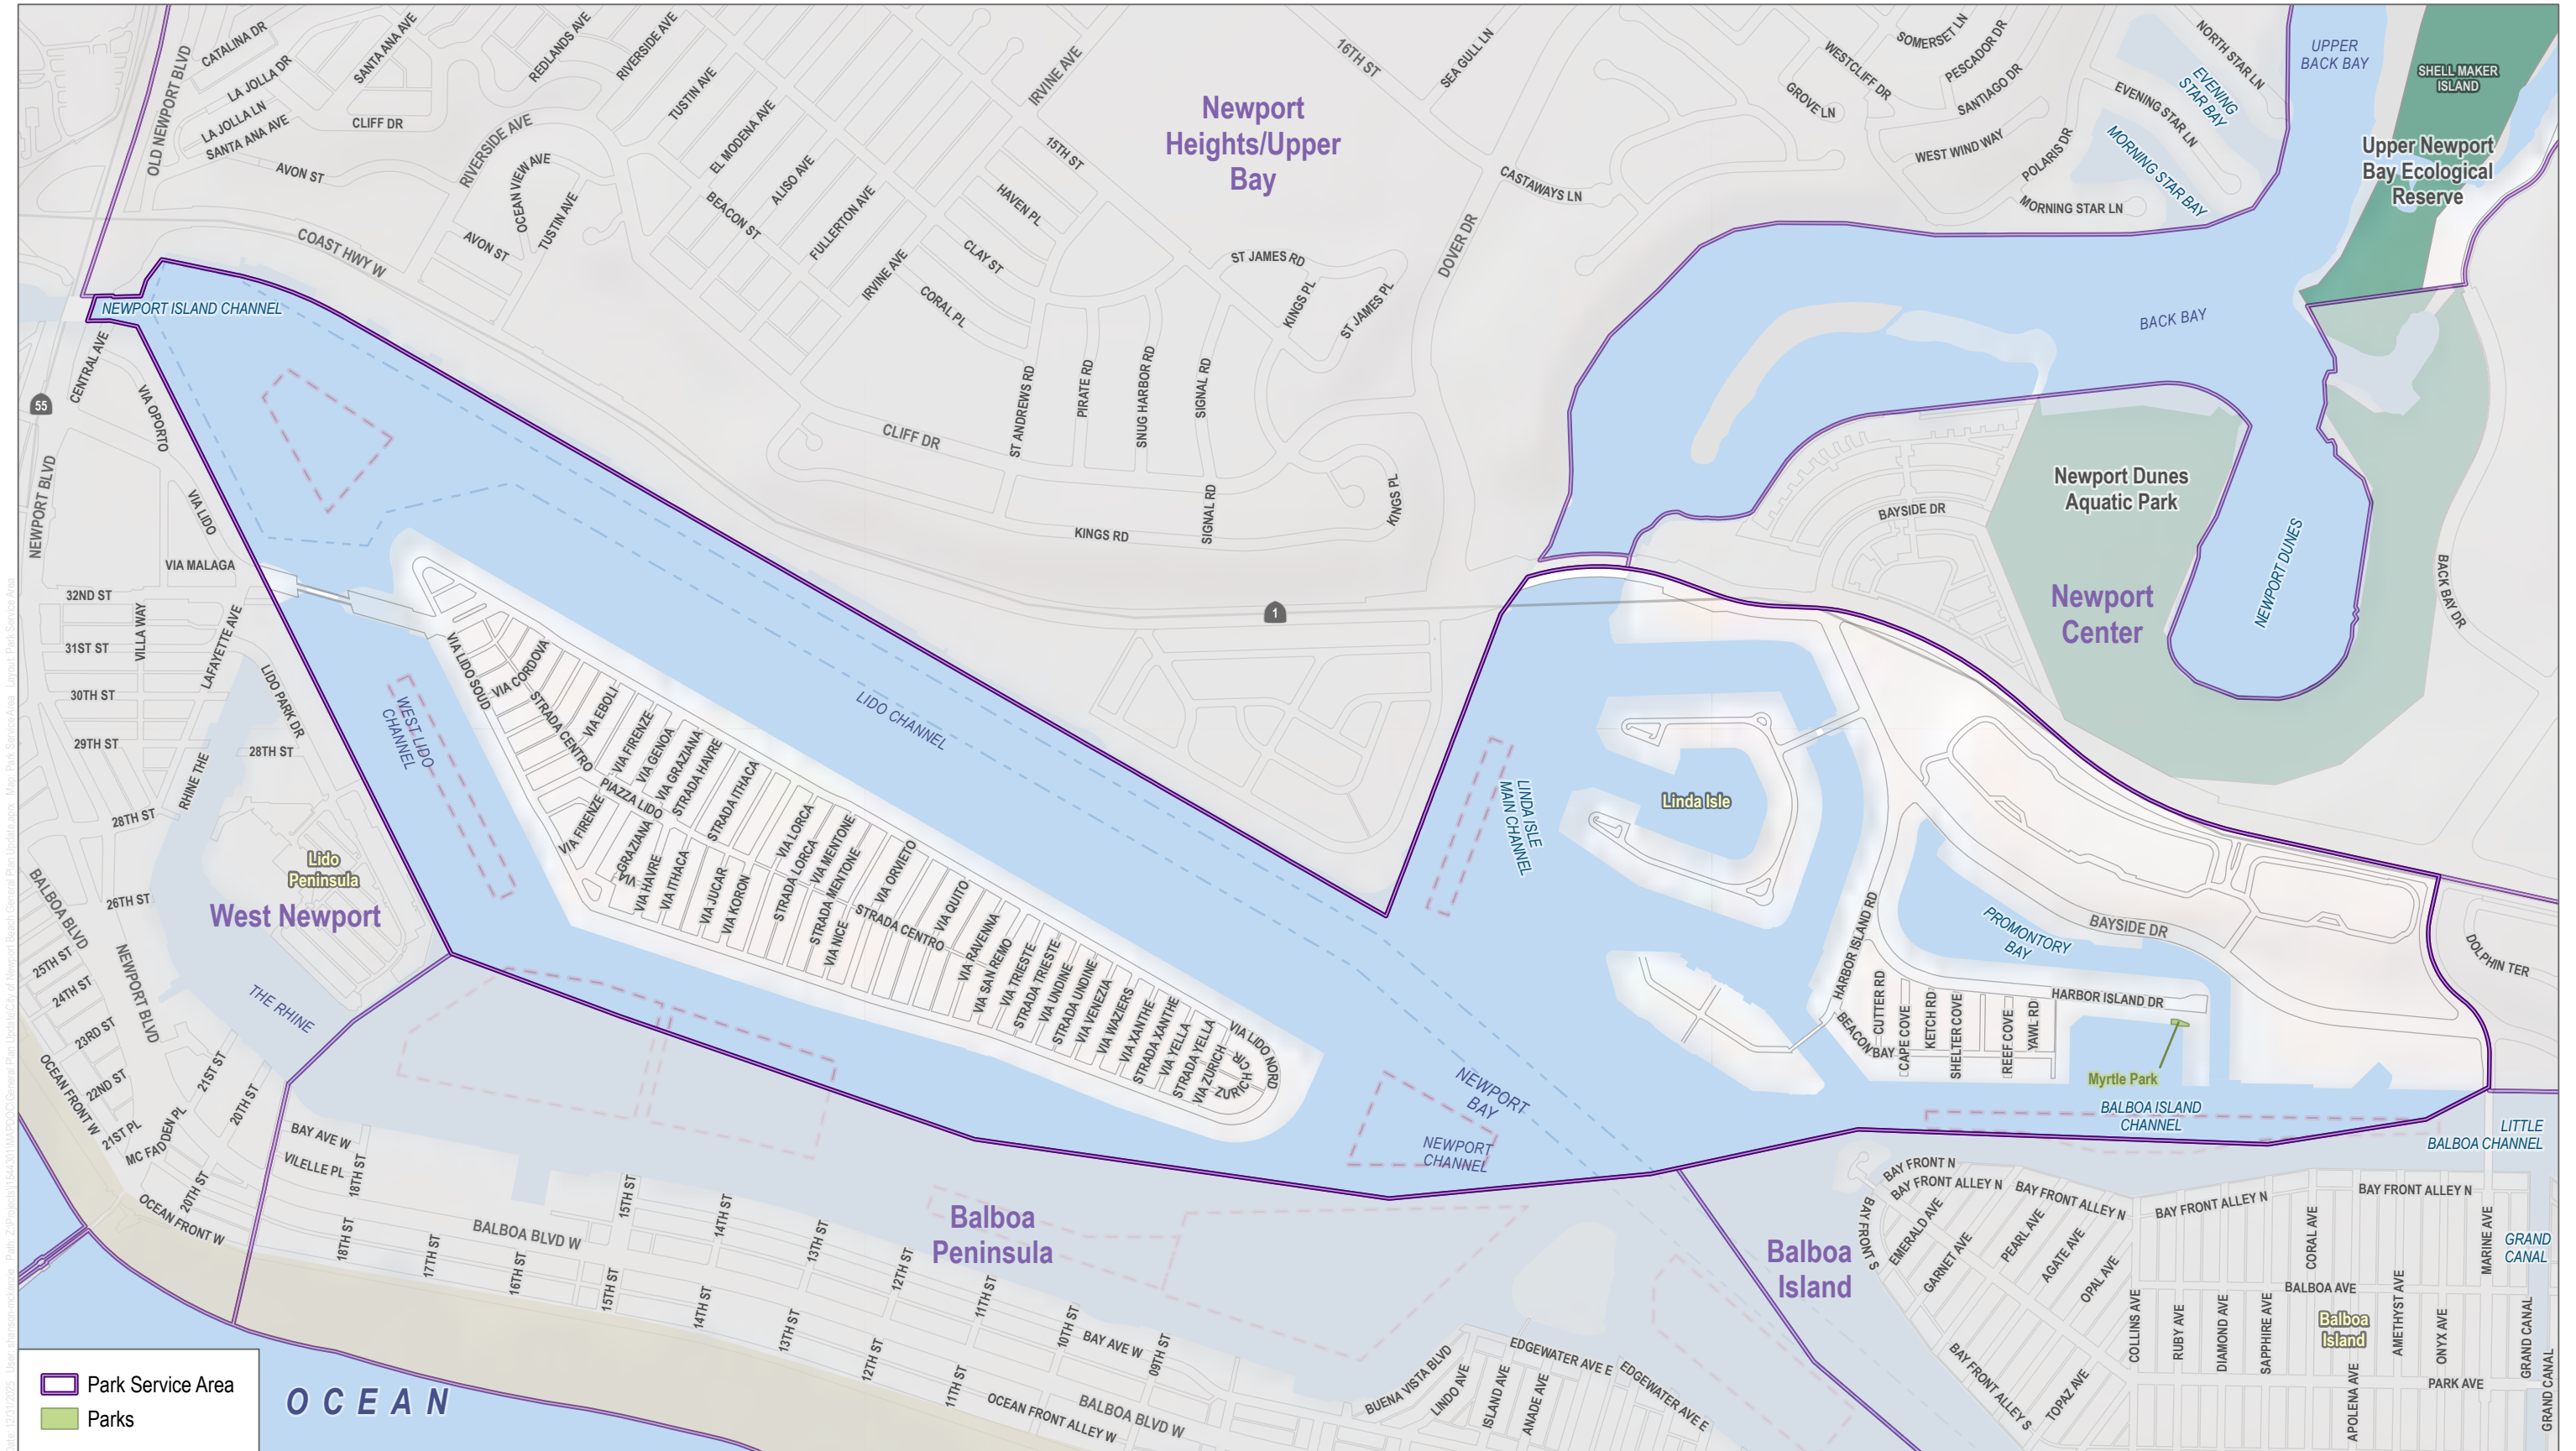 CATALINA DR
LA JOLLA DR
LA JOLLA LN
SANTA ANA AVE
SANTA ANA AVE
OLD NEWPORT BLVD
CLIFF DR
AVON ST
REDLANDS AVE
RIVERSIDE AVE
RIVERSIDE AVE
OCEAN VIEW AVE
TUSTIN AVE
AVON ST
TUSTIN AVE
EL MODENA AVE
BEACON ST
ALISO AVE
FULLERTON AVE
IRVINE AVE
IRVINE AVE
15TH ST
HAVEN PL
CLAY ST
CORAL PL
16TH ST
SEA GULL LN
Newport
Heights/Upper
Bay
CASTAWAYS LN
DOVER DR
ST JAMES RD
KINGS PL
ST JAMES PL
ST ANDREWS RD
PIRATE RD
SNUG HARBOR RD
SIGNAL RD
SIGNAL RD
CLIFF DR
KINGS RD
KINGS PL
COAST HWY W
1
SOMERSET LN
WESTCLIFF DR
PESCADOR DR
GROVE LN
SANTIAGO DR
WEST WIND WAY
POLARIS DR
MORNING STAR LN
MORNING STAR BAY
EVENING STAR LN
EVENING
STAR BAY
NORTH STAR LN
UPPER
BACK BAY
SHELL MAKER
ISLAND
Upper Newport
Bay Ecological
Reserve
BACK BAY
NEWPORT ISLAND CHANNEL
CENTRAL AVE
VIA OPORTO
VIA LIDO
VIA MALAGA
55
NEWPORT BLVD
32ND ST
31ST ST
30TH ST
29TH ST
28TH ST
28TH ST
26TH ST
25TH ST
24TH ST
23RD ST
22ND ST
21ST ST
21ST PL
20TH ST
20TH ST
MC FADDEN PL
VILLA WAY
LAFAYETTE AVE
LIDO PARK DR
RHINE THE
BALBOA BLVD
NEWPORT BLVD
OCEAN FRONT W
OCEAN FRONT W
Lido
Peninsula
West Newport
THE RHINE
WEST LIDO
CHANNEL
LIDO CHANNEL
VIA LIDO SOUD
VIA CORDOVA
STRADA CENTRO
VIA EBOLI
VIA FIRENZE
VIA GENOA
VIA GRAZIANA
STRADA HAVRE
STRADA ITHACA
PIAZZA LIDO
VIA FIRENZE
VIA GRAZIANA
VIA HAVRE
VIA ITHACA
VIA JUCAR
VIA KORON
VIA LORCA
STRADA LORCA
VIA MENTONE
STRADA MENTONE
VIA NICE
VIA ORVIETO
STRADA CENTRO
VIA QUITO
VIA RAVENNA
VIA SAN REMO
VIA TRIESTE
STRADA TRIESTE
VIA UNDINE
STRADA UNDINE
VIA VENEZIA
VIA WAZIERS
VIA XANTHE
STRADA XANTHE
VIA YELLA
STRADA YELLA
VIA ZURICH
ZURICH CIR
VIA LIDO NORD
NEWPORT
BAY
NEWPORT
CHANNEL
LINDA ISLE
MAIN CHANNEL
Linda Isle
BAYSIDE DR
Newport Dunes
Aquatic Park
Newport
Center
NEWPORT DUNES
BACK BAY DR
PROMONTORY
BAY
BAYSIDE DR
DOLPHIN TER
HARBOR ISLAND RD
HARBOR ISLAND DR
BEACON
BAY
CUTTER RD
CAPE COVE
KETCH RD
SHELTER COVE
REEF COVE
YAWL RD
Myrtle Park
BALBOA ISLAND
CHANNEL
LITTLE
BALBOA CHANNEL
BAY AVE W
VILELLE PL
18TH ST
18TH ST
17TH ST
16TH ST
15TH ST
15TH ST
14TH ST
14TH ST
13TH ST
13TH ST
12TH ST
12TH ST
11TH ST
11TH ST
10TH ST
09TH ST
BALBOA BLVD W
BALBOA BLVD W
BAY AVE W
OCEAN FRONT ALLEY W
Balboa
Peninsula
BUENA VISTA BLVD
LINDO AVE
ISLAND AVE
ANADE AVE
EDGEWATER AVE E
EDGEWATER AVE E
Balboa
Island
BAY FRONT N
BAY FRONT ALLEY N
BAY FRONT ALLEY N
BAY FRONT ALLEY N
BAY FRONT ALLEY N
BAY FRONT S
EMERALD AVE
GARNET AVE
PEARL AVE
AGATE AVE
OPAL AVE
TOPAZ AVE
BAY FRONT ALLEY S
COLLINS AVE
RUBY AVE
DIAMOND AVE
SAPPHIRE AVE
CORAL AVE
BALBOA AVE
Balboa
Island
APOLENA AVE
AMETHYST AVE
ONYX AVE
MARINE AVE
PARK AVE
GRAND
CANAL
GRAND CANAL
GRAND CANAL
OCEAN
Park Service Area
Parks